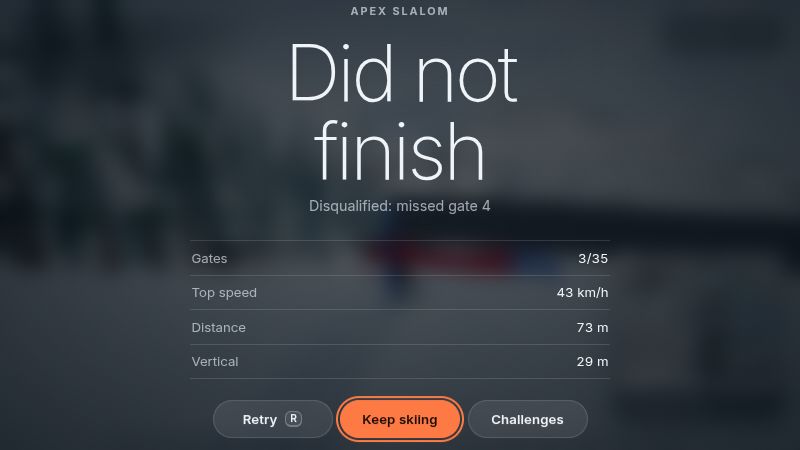 APEX SLALOM
Did not
finish
Disqualified: missed gate 4
Gates 3/35
Top speed 43 km/h
Distance 73 m
Vertical 29 m
Retry R
Keep skiing
Challenges